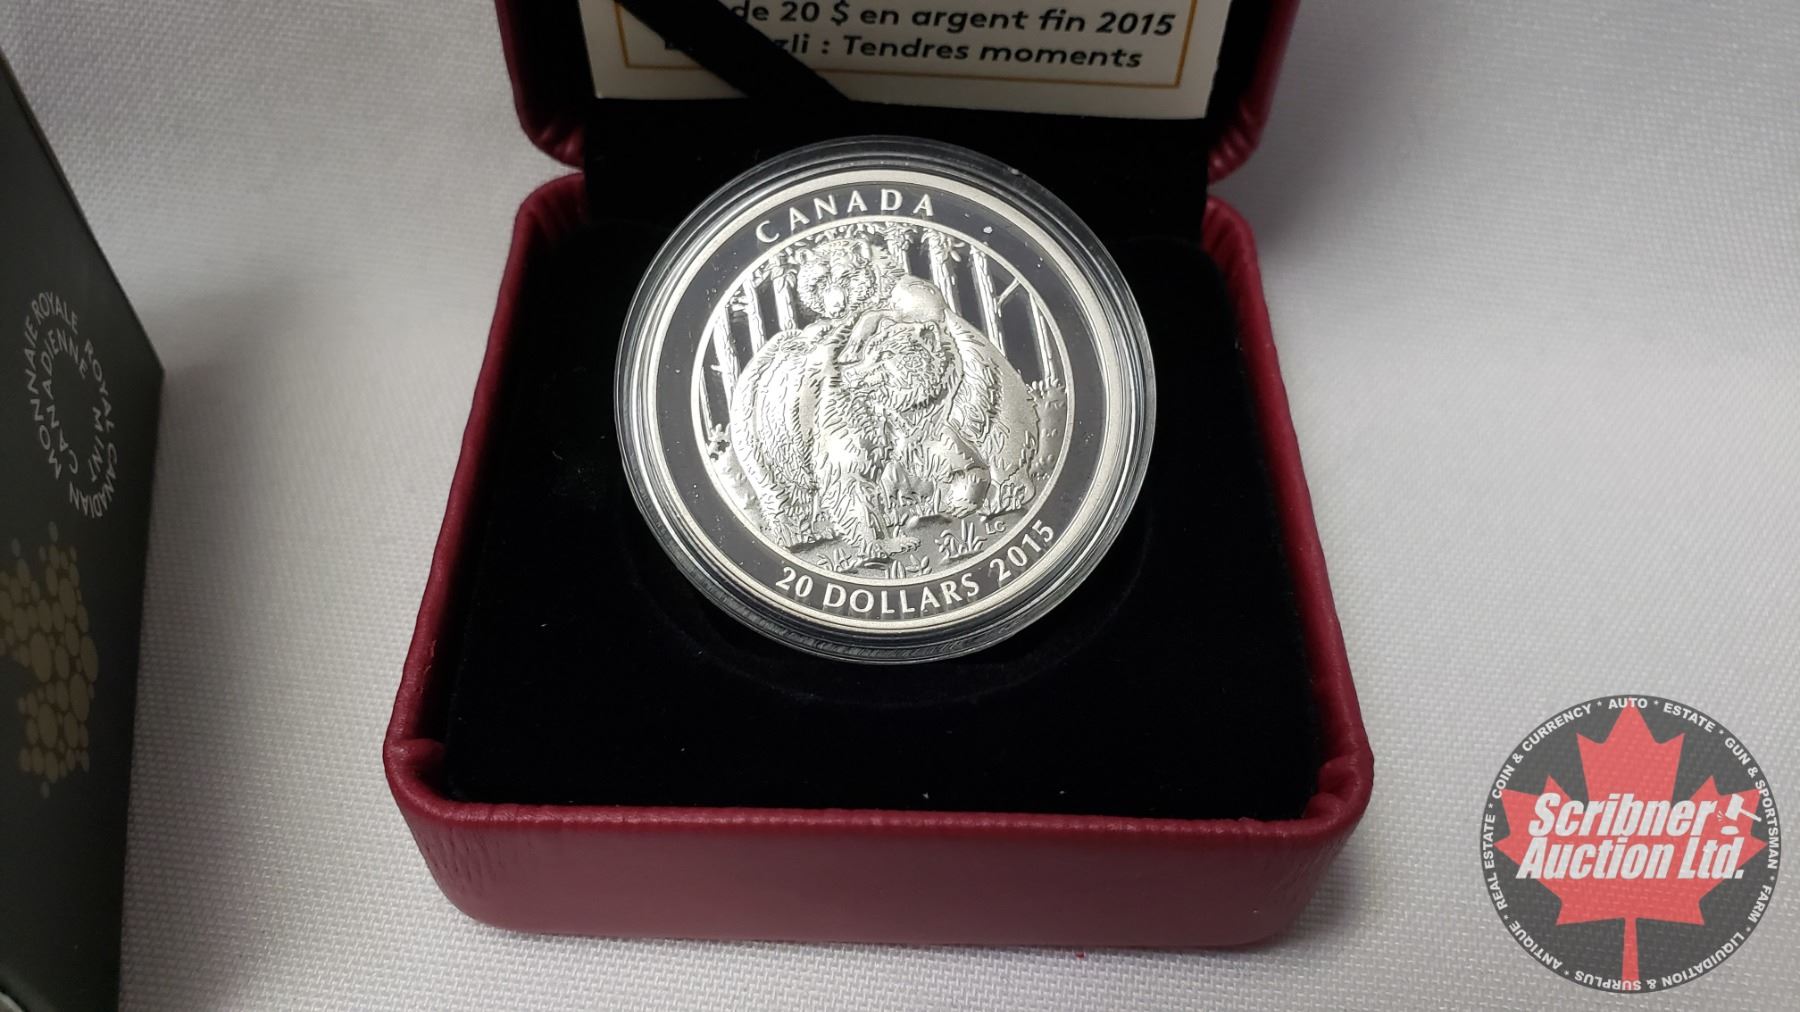 de 20 $ en argent fin 2015
: Tendres moments
CANADA
LC
20 DOLLARS 2015
MONNAIE ROYALE CANADIENNE
ROYAL CANADIAN MINT
REAL ESTATE * COIN & CURRENCY * AUTO * ESTATE * GUN & SPORTSMAN * FARM * LIQUIDATION & SURPLUS * ANTIQUE *
Scribner
Auction Ltd.